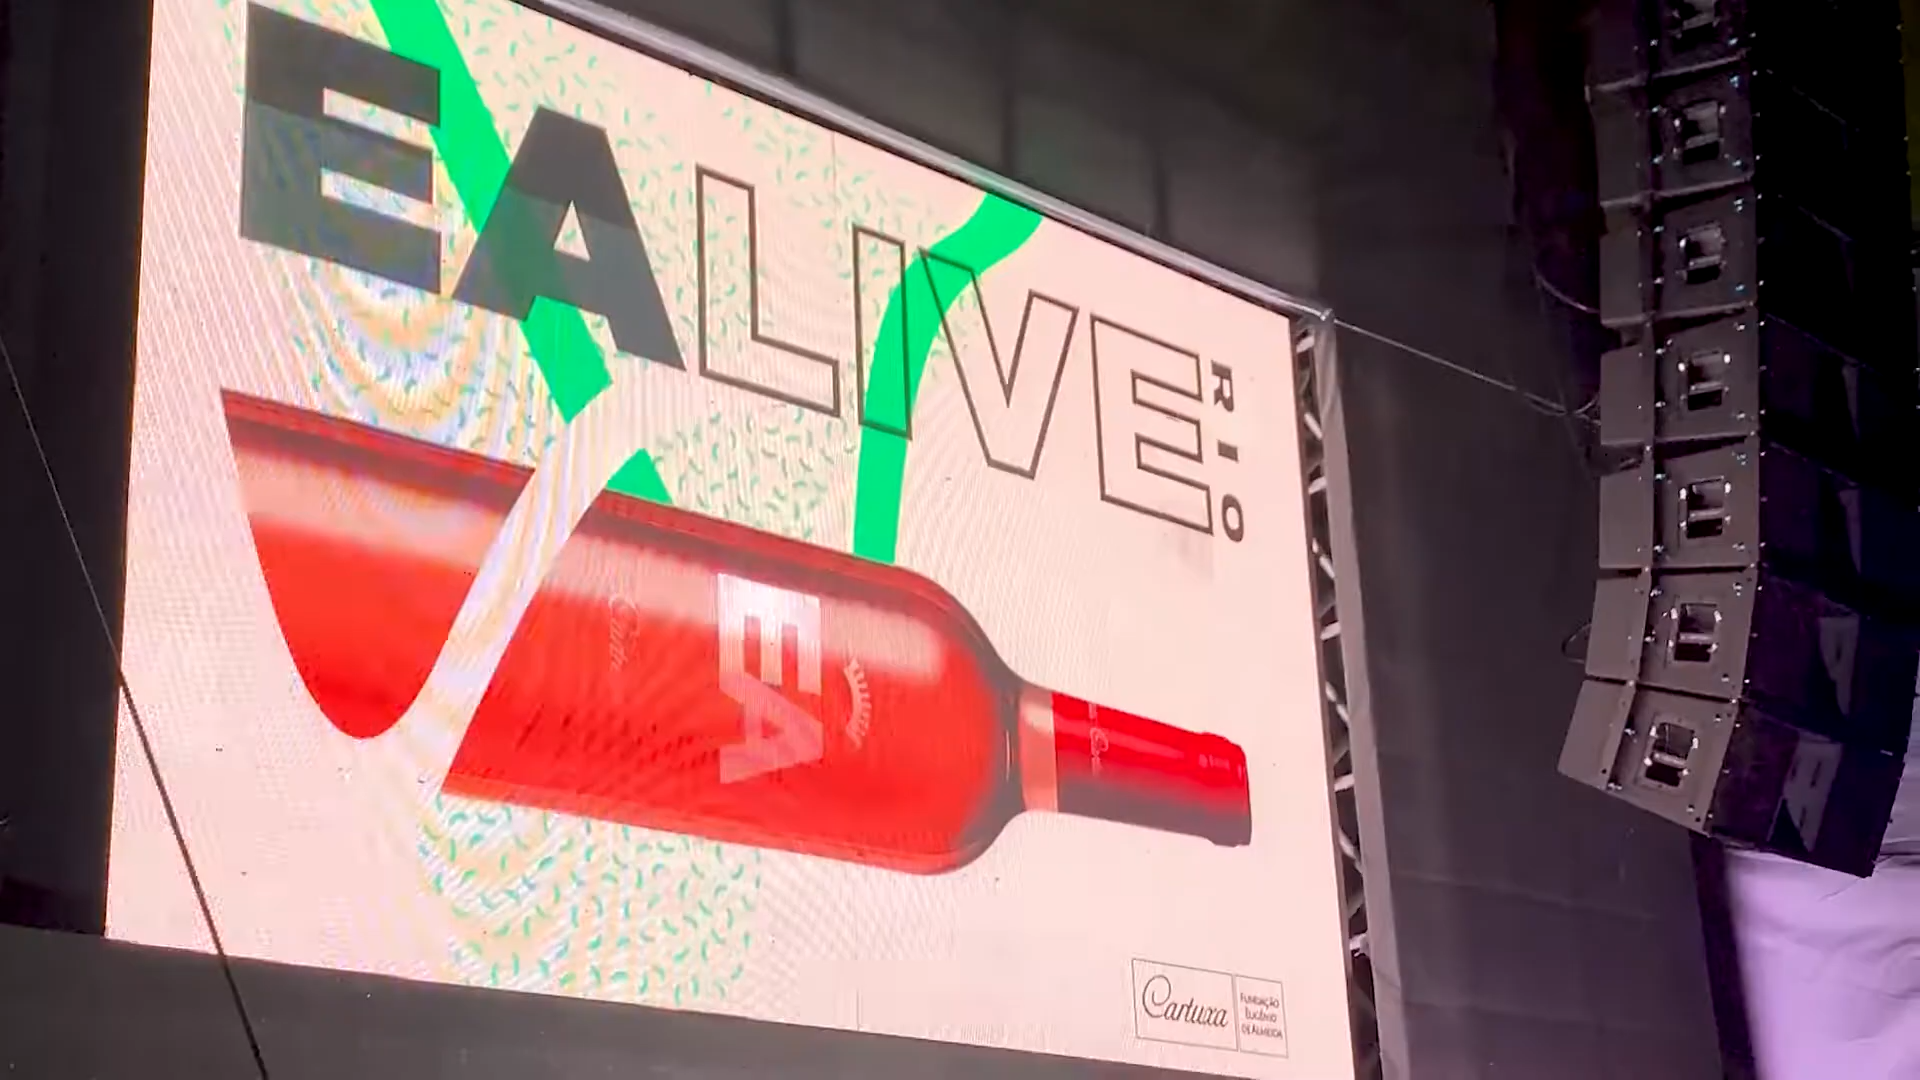 EALIVE
RIO
EA
Cartuxa
FUNDAÇÃO
EUGÉNIO
DE ALMEIDA